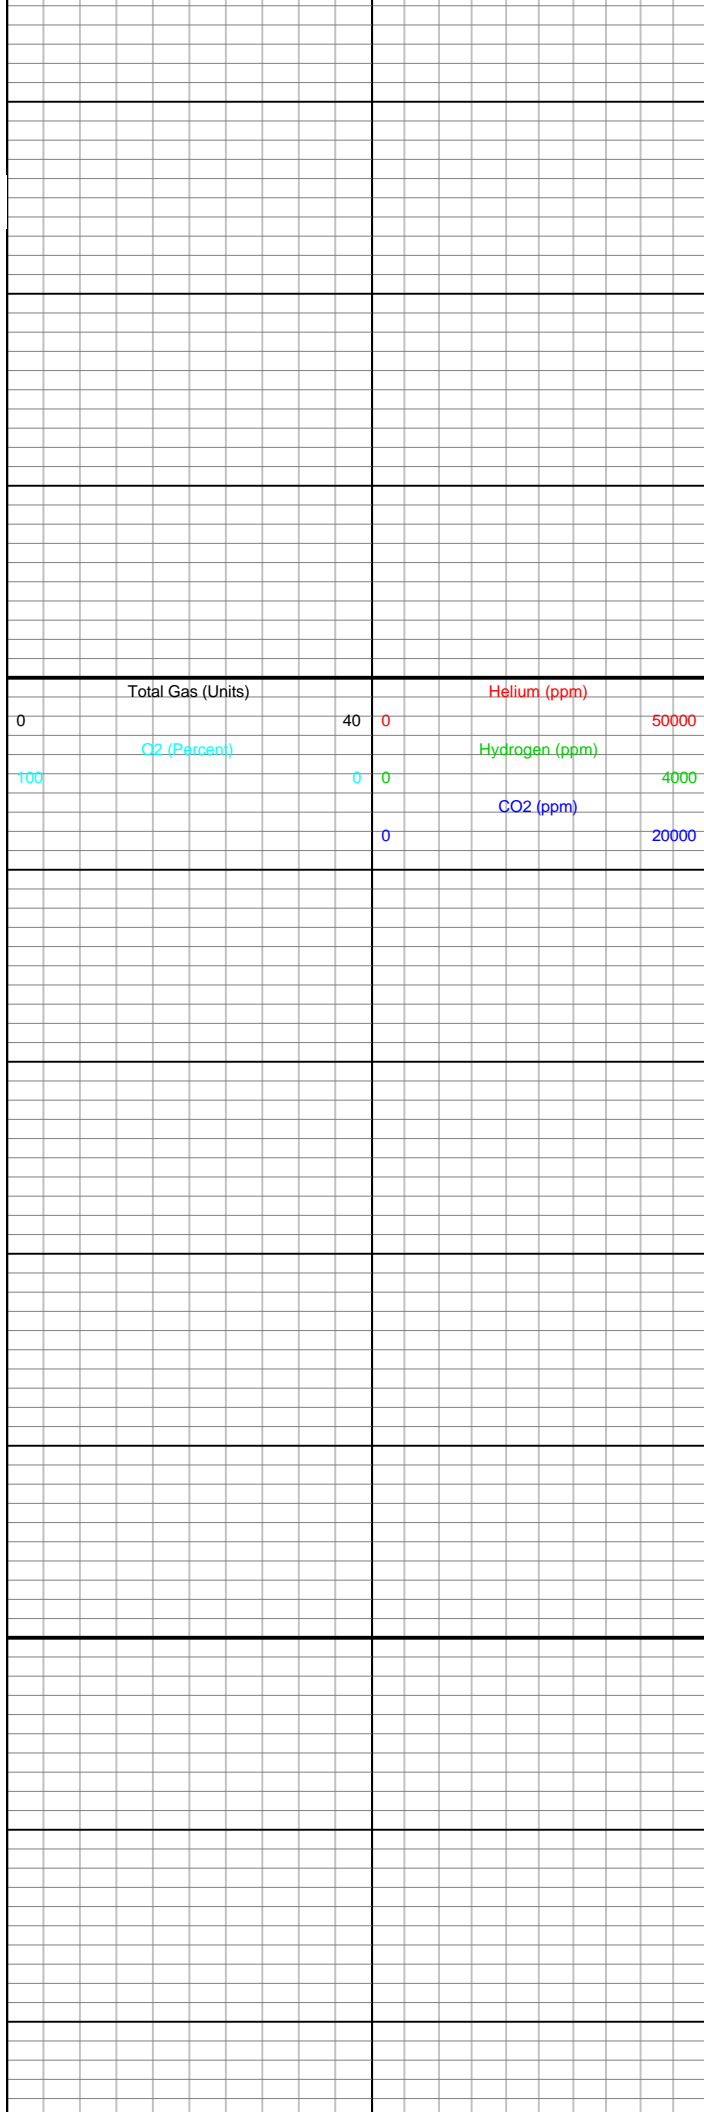 Total Gas (Units)
0 40
O2 (Percent)
100 0
Helium (ppm)
0 50000
Hydrogen (ppm)
0 4000
CO2 (ppm)
0 20000